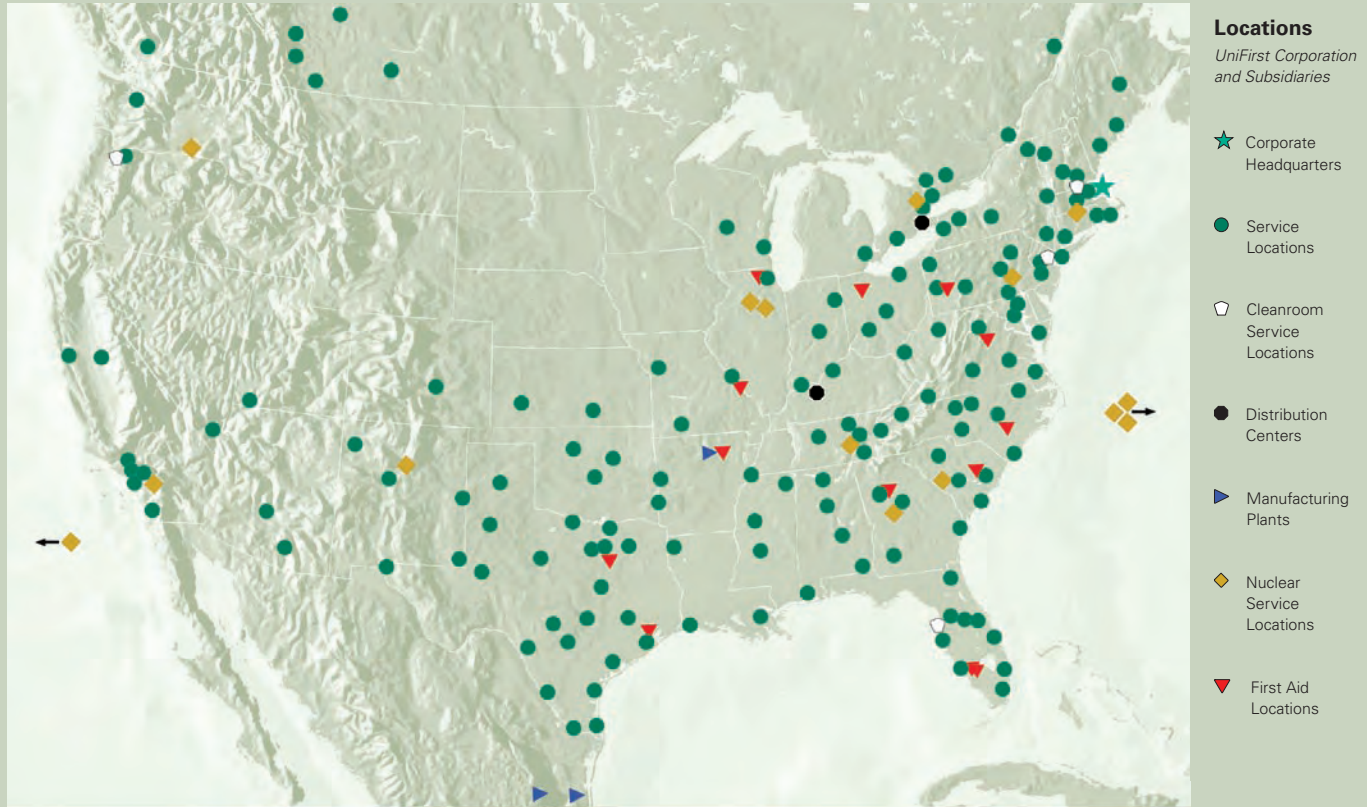 Locations
UniFirst Corporation
and Subsidiaries
Corporate
Headquarters
Service
Locations
Cleanroom
Service
Locations
Distribution
Centers
Manufacturing
Plants
Nuclear
Service
Locations
First Aid
Locations